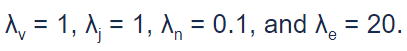 λᵥ = 1, λⱼ = 1, λₙ = 0.1, and λₑ = 20.